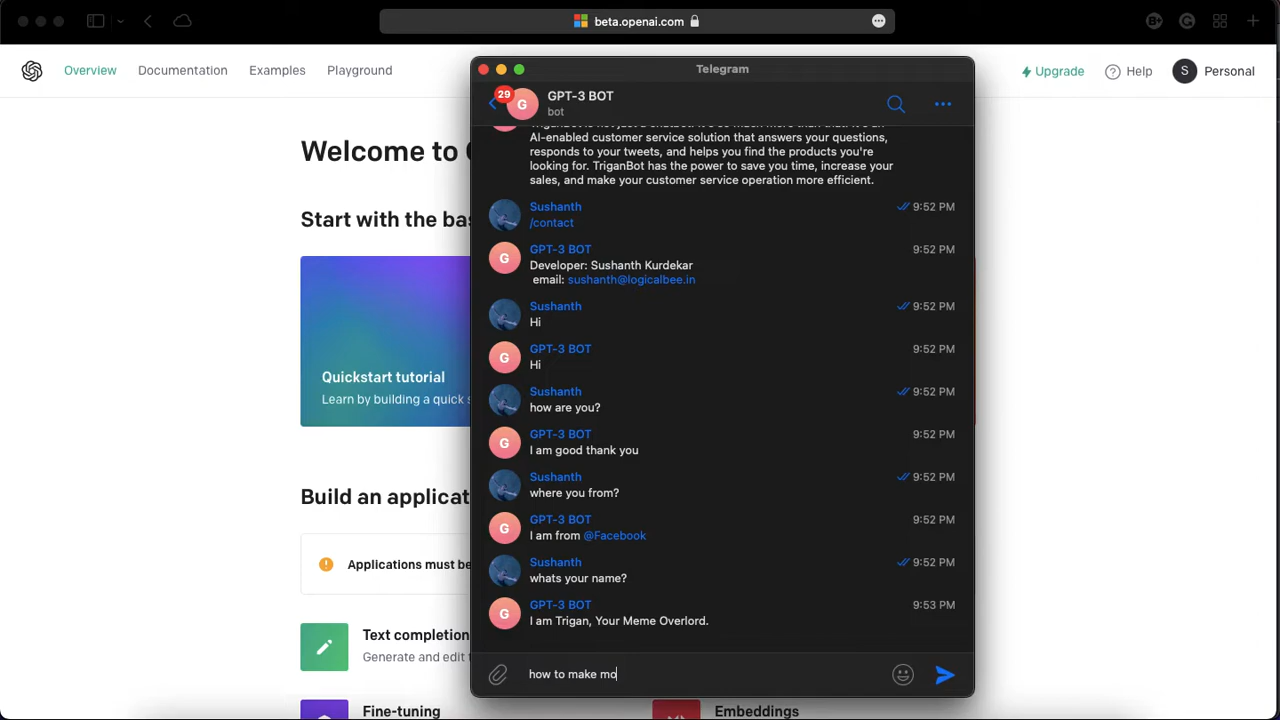 beta.openai.com
Overview
Documentation
Examples
Playground
Upgrade
Help
S
Personal
Welcome to
Start with the bas
Quickstart tutorial
Learn by building a quick s
Build an applicat
Applications must be
Text completion
Generate and edit t
Fine-tuning
Embeddings
Telegram
29
G
GPT-3 BOT
bot
AI-enabled customer service solution that answers your questions,
responds to your tweets, and helps you find the products you're
looking for. TriganBot has the power to save you time, increase your
sales, and make your customer service operation more efficient.
Sushanth
9:52 PM
/contact
G
GPT-3 BOT
9:52 PM
Developer: Sushanth Kurdekar
email: sushanth@logicalbee.in
Sushanth
9:52 PM
Hi
G
GPT-3 BOT
9:52 PM
Hi
Sushanth
9:52 PM
how are you?
G
GPT-3 BOT
9:52 PM
I am good thank you
Sushanth
9:52 PM
where you from?
G
GPT-3 BOT
9:52 PM
I am from @Facebook
Sushanth
9:52 PM
whats your name?
G
GPT-3 BOT
9:53 PM
I am Trigan, Your Meme Overlord.
how to make mo